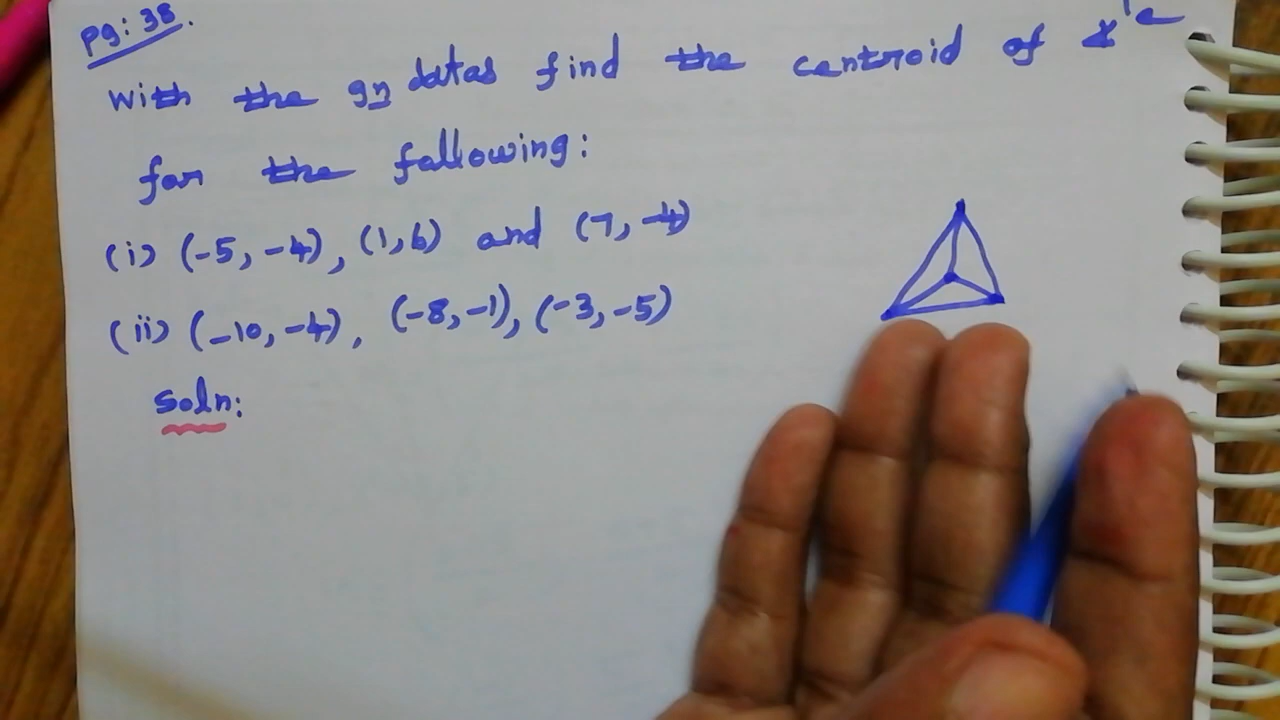 Pg: 38.
with the gn datas find the centroid of
for the following:
(i) (-5, -4), (1, 6) and (7, -4)
(ii) (-10, -4), (-8, -1), (-3, -5)
Soln: